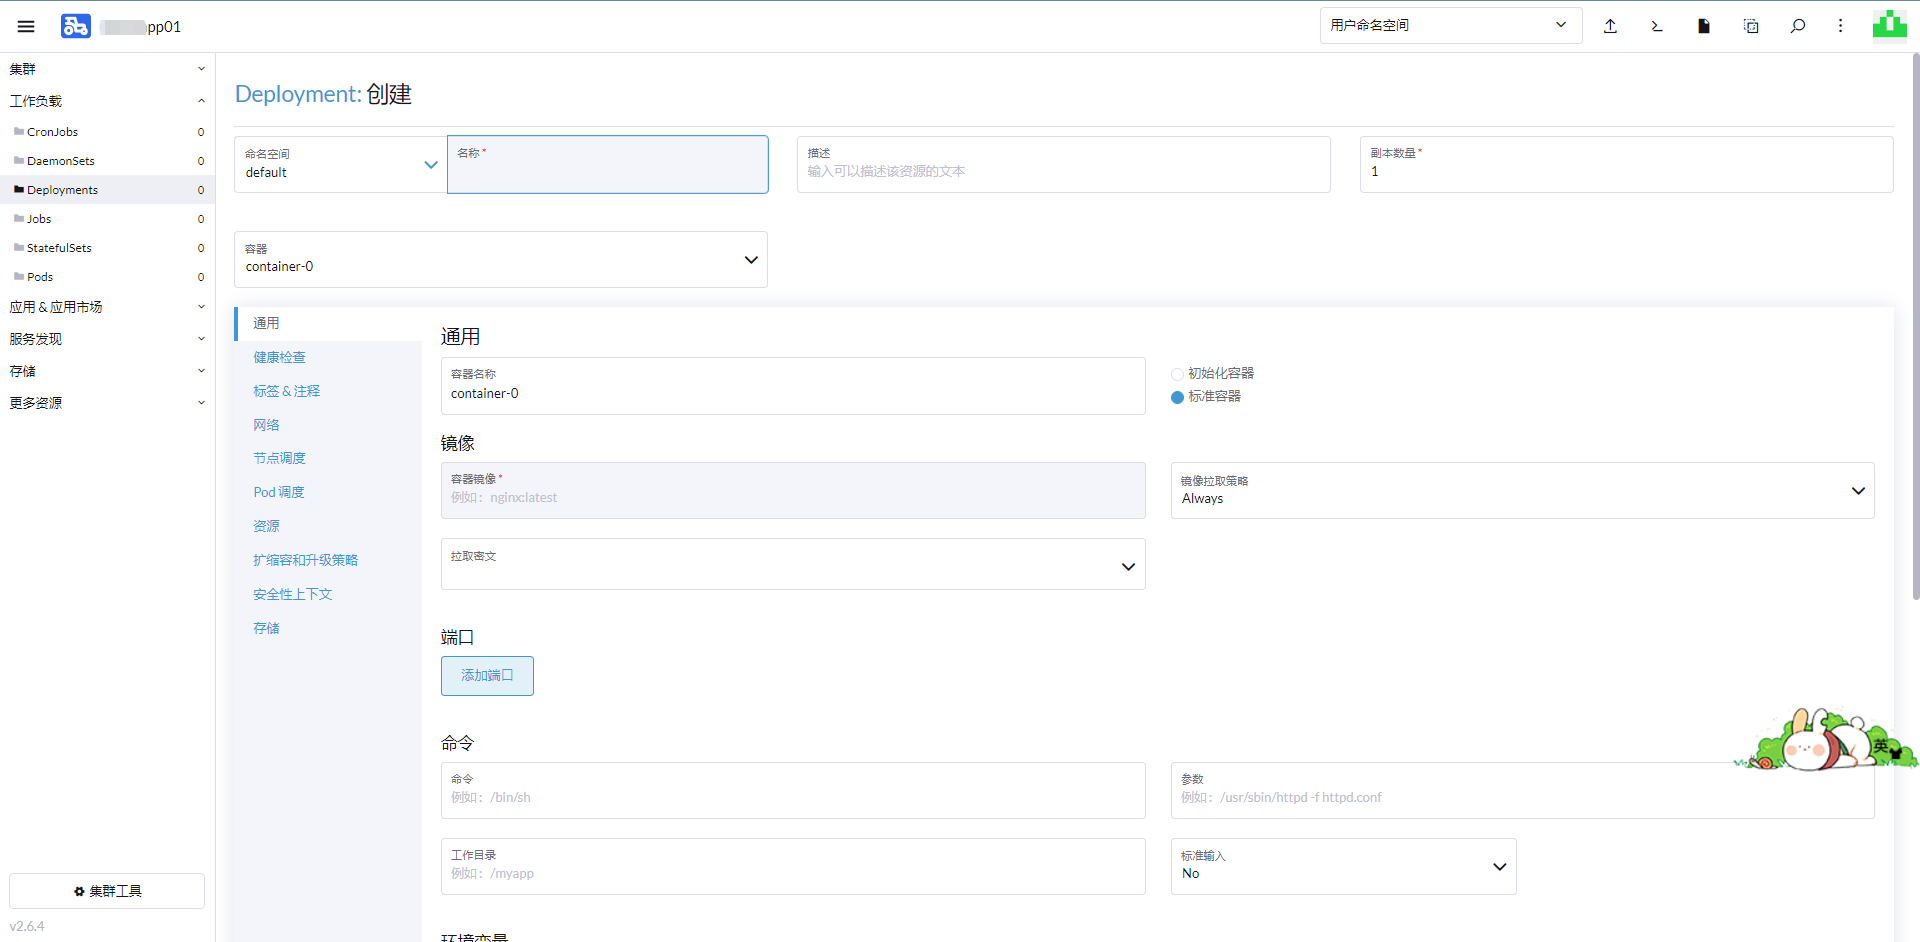 pp01
用户命名空间
集群
工作负载
CronJobs 0
DaemonSets 0
Deployments 0
Jobs 0
StatefulSets 0
Pods 0
应用 & 应用市场
服务发现
存储
更多资源
集群工具
v2.6.4
Deployment: 创建
命名空间
default
名称 *
描述
输入可以描述该资源的文本
副本数量 *
1
容器
container-0
通用
健康检查
标签 & 注释
网络
节点调度
Pod 调度
资源
扩缩容和升级策略
安全性上下文
存储
通用
容器名称
container-0
初始化容器
标准容器
镜像
容器镜像 *
例如：nginx:latest
镜像拉取策略
Always
拉取密文
端口
添加端口
命令
命令
例如：/bin/sh
参数
例如：/usr/sbin/httpd -f httpd.conf
工作目录
例如：/myapp
标准输入
No
英
环境变量